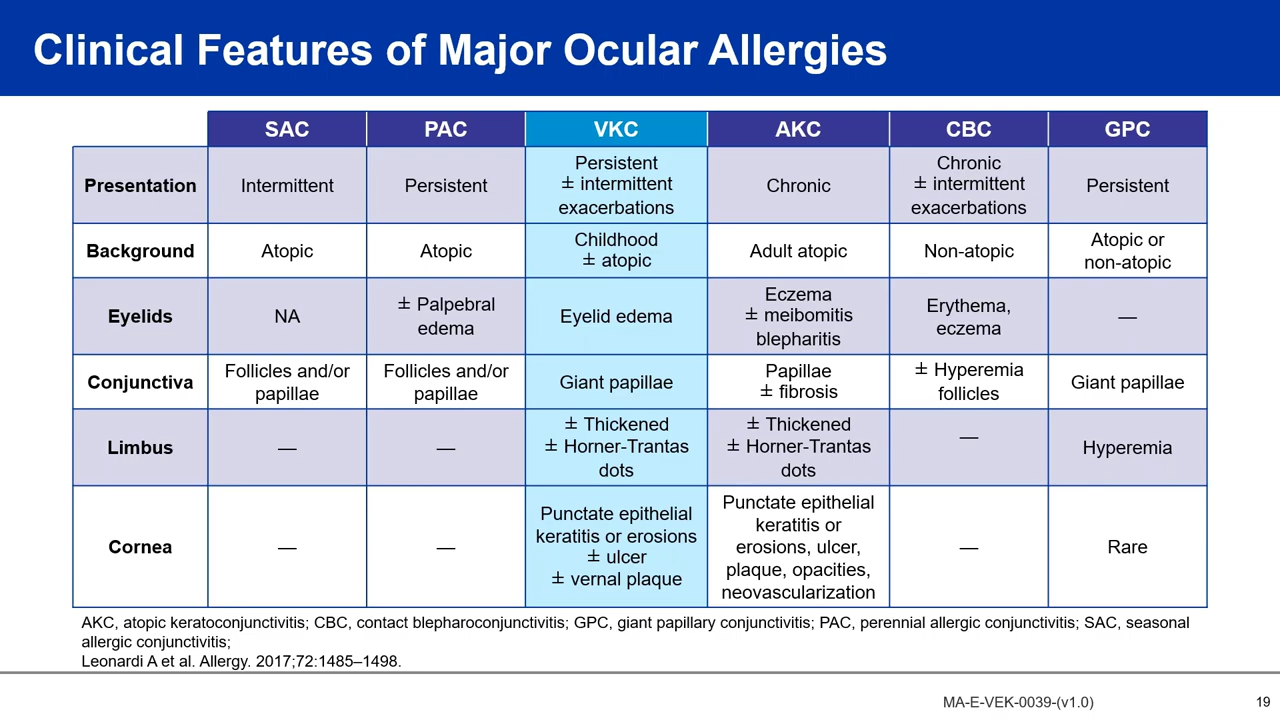 Clinical Features of Major Ocular Allergies
SAC PAC VKC AKC CBC GPC
Presentation
Intermittent
Persistent
Persistent
± intermittent
exacerbations
Chronic
Chronic
± intermittent
exacerbations
Persistent
Background
Atopic
Atopic
Childhood
± atopic
Adult atopic
Non-atopic
Atopic or
non-atopic
Eyelids
NA
± Palpebral
edema
Eyelid edema
Eczema
± meibomitis
blepharitis
Erythema,
eczema
—
Conjunctiva
Follicles and/or
papillae
Follicles and/or
papillae
Giant papillae
Papillae
± fibrosis
± Hyperemia
follicles
Giant papillae
Limbus
—
—
± Thickened
± Horner-Trantas
dots
± Thickened
± Horner-Trantas
dots
—
Hyperemia
Cornea
—
—
Punctate epithelial
keratitis or erosions
± ulcer
± vernal plaque
Punctate epithelial
keratitis or
erosions, ulcer,
plaque, opacities,
neovascularization
—
Rare
AKC, atopic keratoconjunctivitis; CBC, contact blepharoconjunctivitis; GPC, giant papillary conjunctivitis; PAC, perennial allergic conjunctivitis; SAC, seasonal
allergic conjunctivitis;
Leonardi A et al. Allergy. 2017;72:1485–1498.
MA-E-VEK-0039-(v1.0)
19